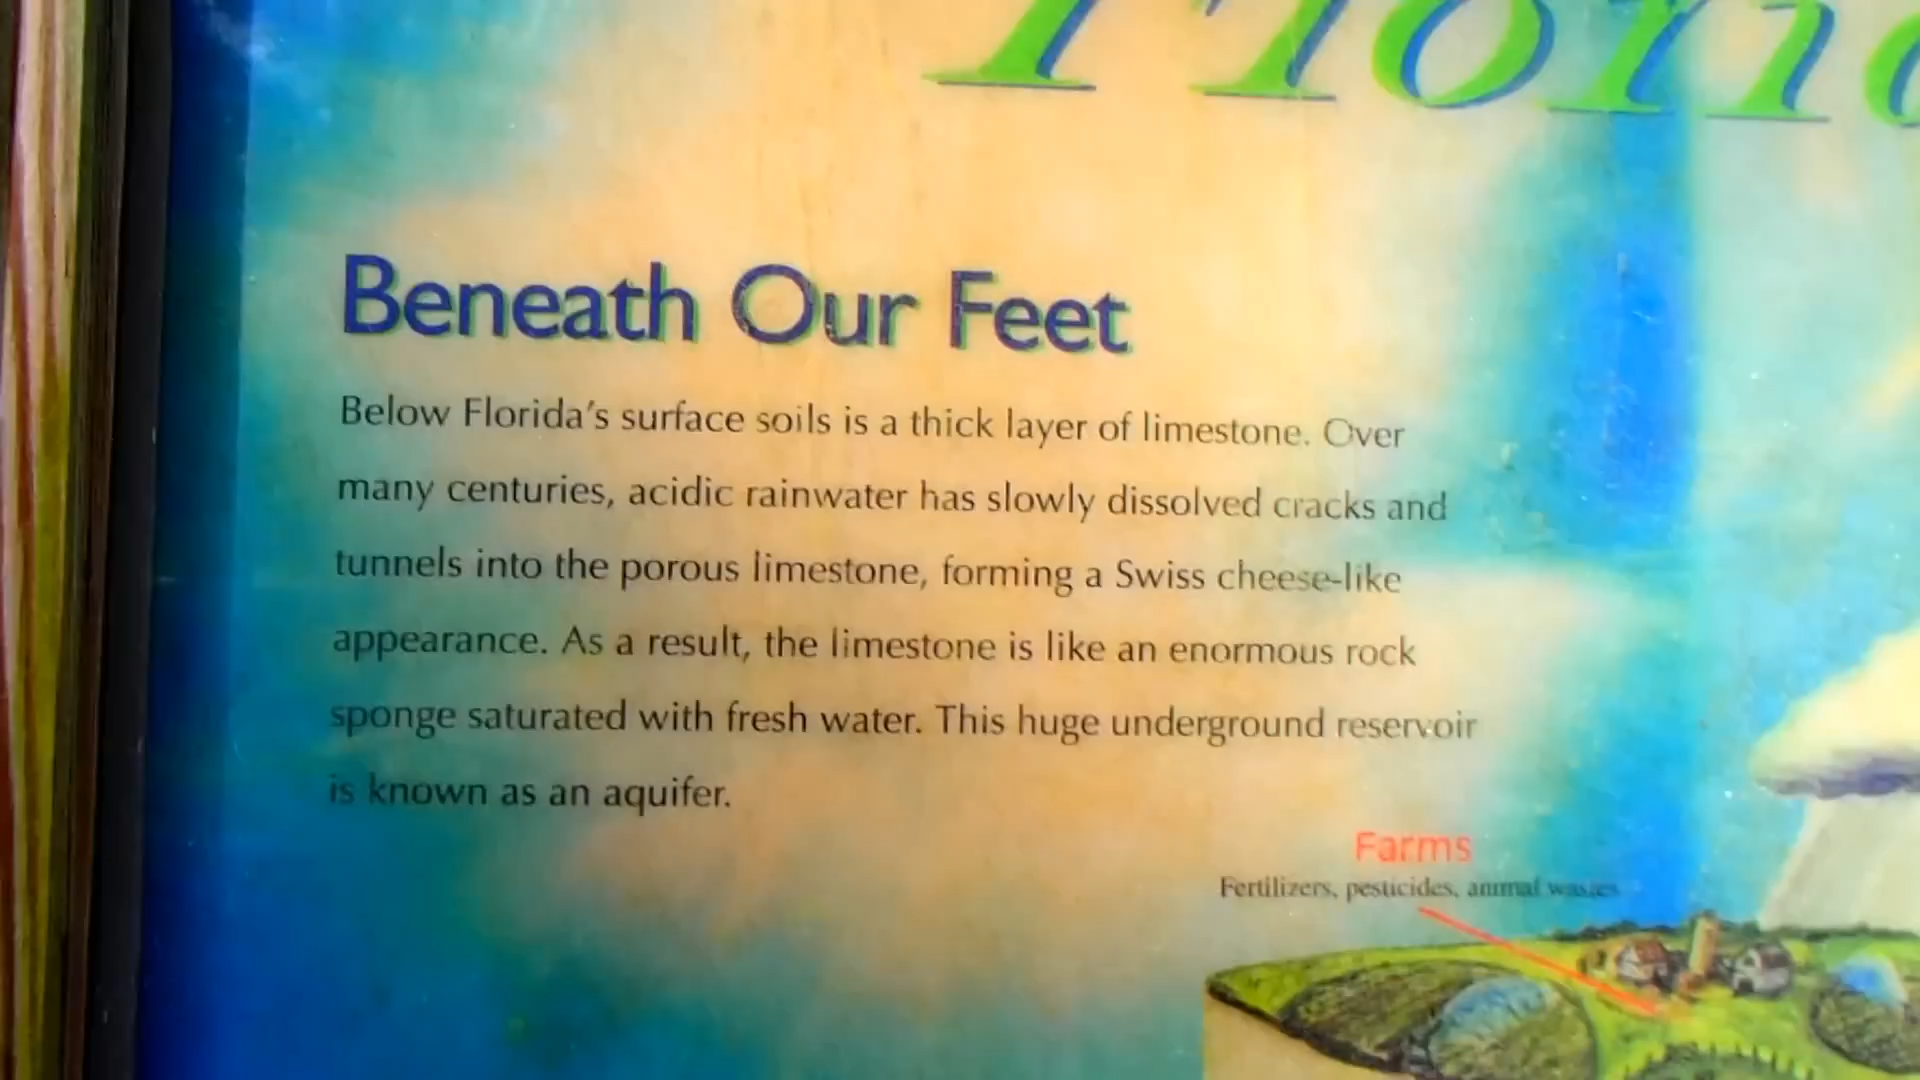 Beneath Our Feet
Below Florida's surface soils is a thick layer of limestone. Over
many centuries, acidic rainwater has slowly dissolved cracks and
tunnels into the porous limestone, forming a Swiss cheese-like
appearance. As a result, the limestone is like an enormous rock
sponge saturated with fresh water. This huge underground reservoir
is known as an aquifer.
Farms
Fertilizers, pesticides, animal wastes